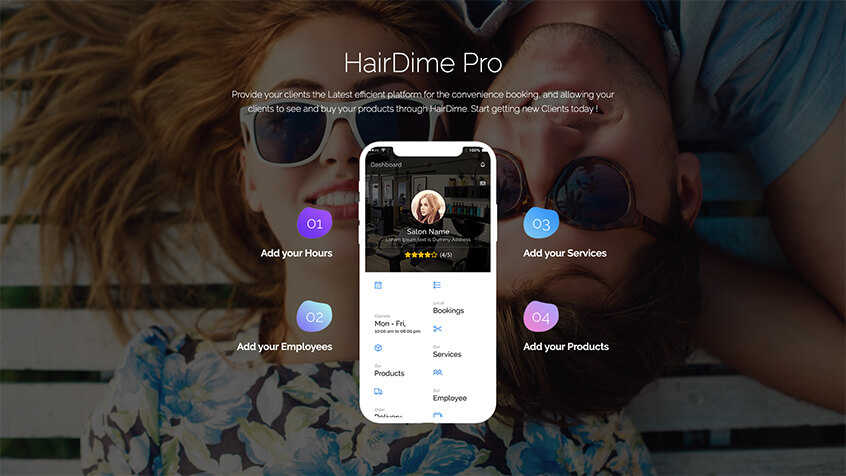 HairDime Pro
Provide your clients the Latest efficient platform for the convenience booking, and allowing your
clients to see and buy your products through HairDime. Start getting new Clients today !
100%
Dashboard
Salon Name
Lorem Ipsum text is Dummy Address
(4/5)
01
Add your Hours
02
Add your Employees
03
Add your Services
04
Add your Products
Calendar
Mon - Fri,
10:00 am to 08:00 pm
List of
Bookings
Our
Services
Our
Products
Our
Employee
Order
Delivery